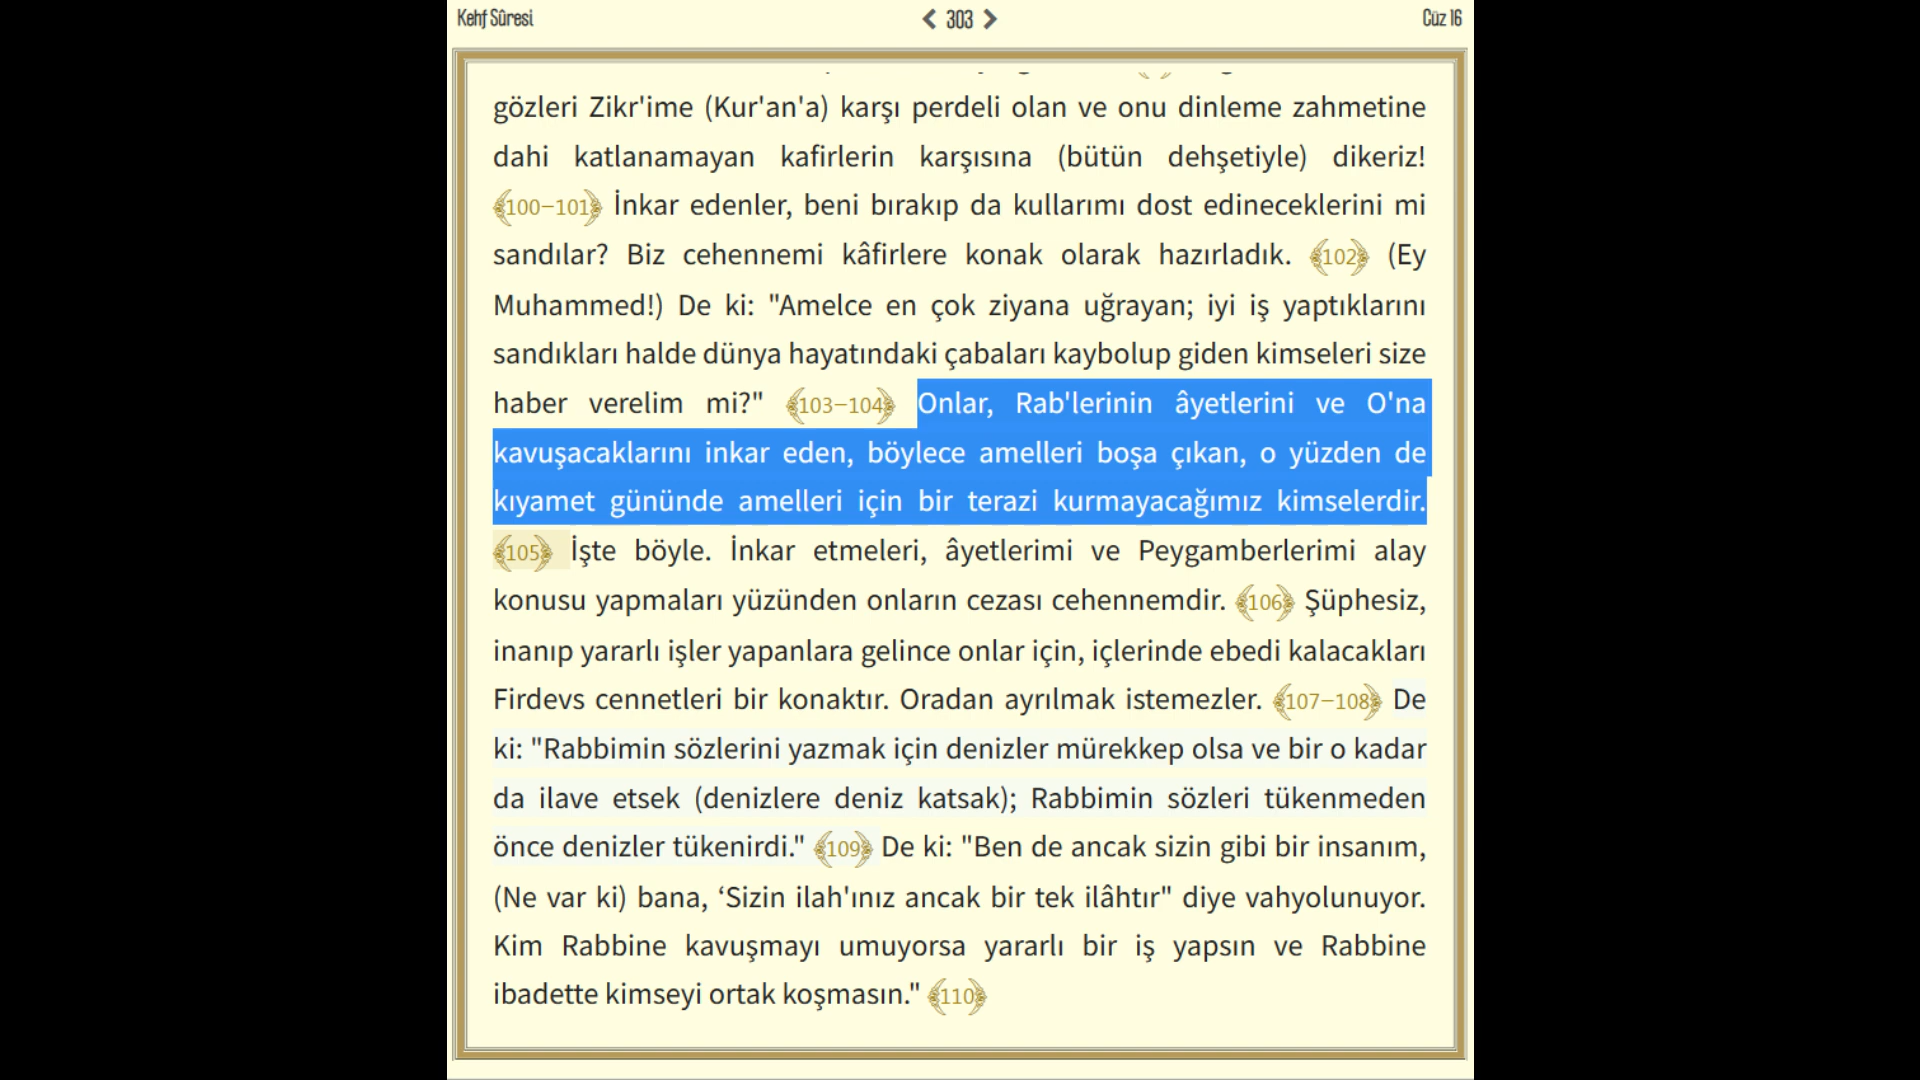 Kehf Sûresi
303
Cüz 16
gözleri Zikr'ime (Kur'an'a) karşı perdeli olan ve onu dinleme zahmetine
dahi katlanamayan kafirlerin karşısına (bütün dehşetiyle) dikeriz!
﴾100−101﴿ İnkar edenler, beni bırakıp da kullarımı dost edineceklerini mi
sandılar? Biz cehennemi kâfirlere konak olarak hazırladık. ﴾102﴿ (Ey
Muhammed!) De ki: "Amelce en çok ziyana uğrayan; iyi iş yaptıklarını
sandıkları halde dünya hayatındaki çabaları kaybolup giden kimseleri size
haber verelim mi?" ﴾103−104﴿ Onlar, Rab'lerinin âyetlerini ve O'na
kavuşacaklarını inkar eden, böylece amelleri boşa çıkan, o yüzden de
kıyamet gününde amelleri için bir terazi kurmayacağımız kimselerdir.
﴾105﴿ İşte böyle. İnkar etmeleri, âyetlerimi ve Peygamberlerimi alay
konusu yapmaları yüzünden onların cezası cehennemdir. ﴾106﴿ Şüphesiz,
inanıp yararlı işler yapanlara gelince onlar için, içlerinde ebedi kalacakları
Firdevs cennetleri bir konaktır. Oradan ayrılmak istemezler. ﴾107−108﴿ De
ki: "Rabbimin sözlerini yazmak için denizler mürekkep olsa ve bir o kadar
da ilave etsek (denizlere deniz katsak); Rabbimin sözleri tükenmeden
önce denizler tükenirdi." ﴾109﴿ De ki: "Ben de ancak sizin gibi bir insanım,
(Ne var ki) bana, ‘Sizin ilah'ınız ancak bir tek ilâhtır" diye vahyolunuyor.
Kim Rabbine kavuşmayı umuyorsa yararlı bir iş yapsın ve Rabbine
ibadette kimseyi ortak koşmasın." ﴾110﴿